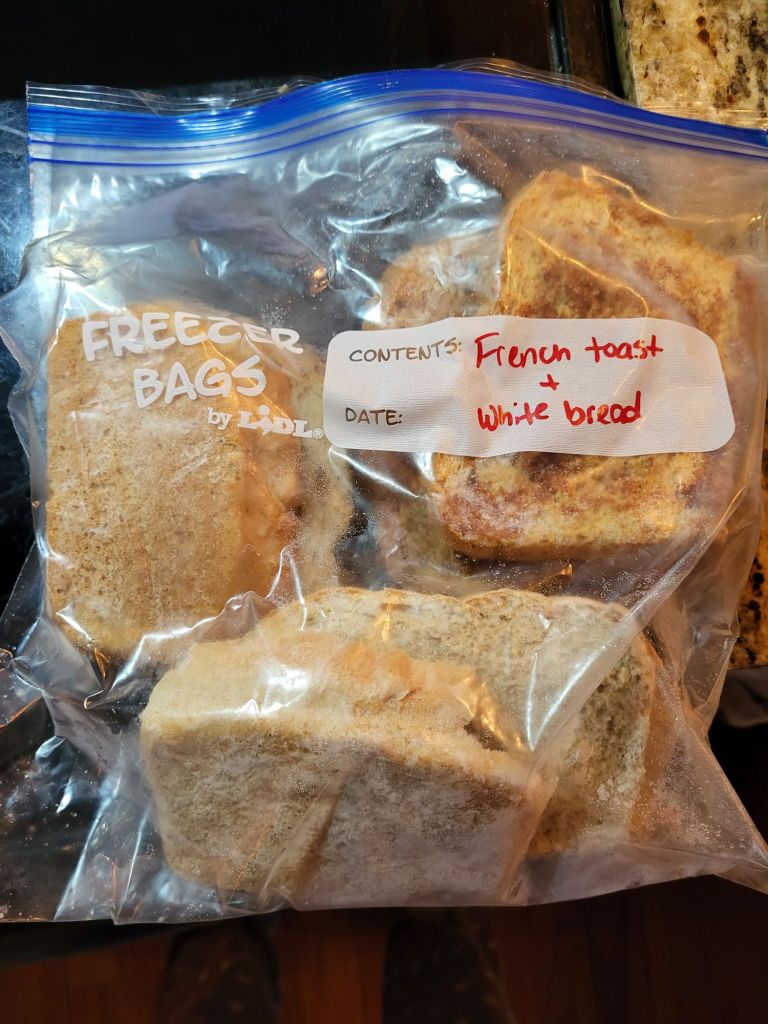 FREEZER
BAGS
by LIDL®
CONTENTS: French toast
+
DATE: White bread